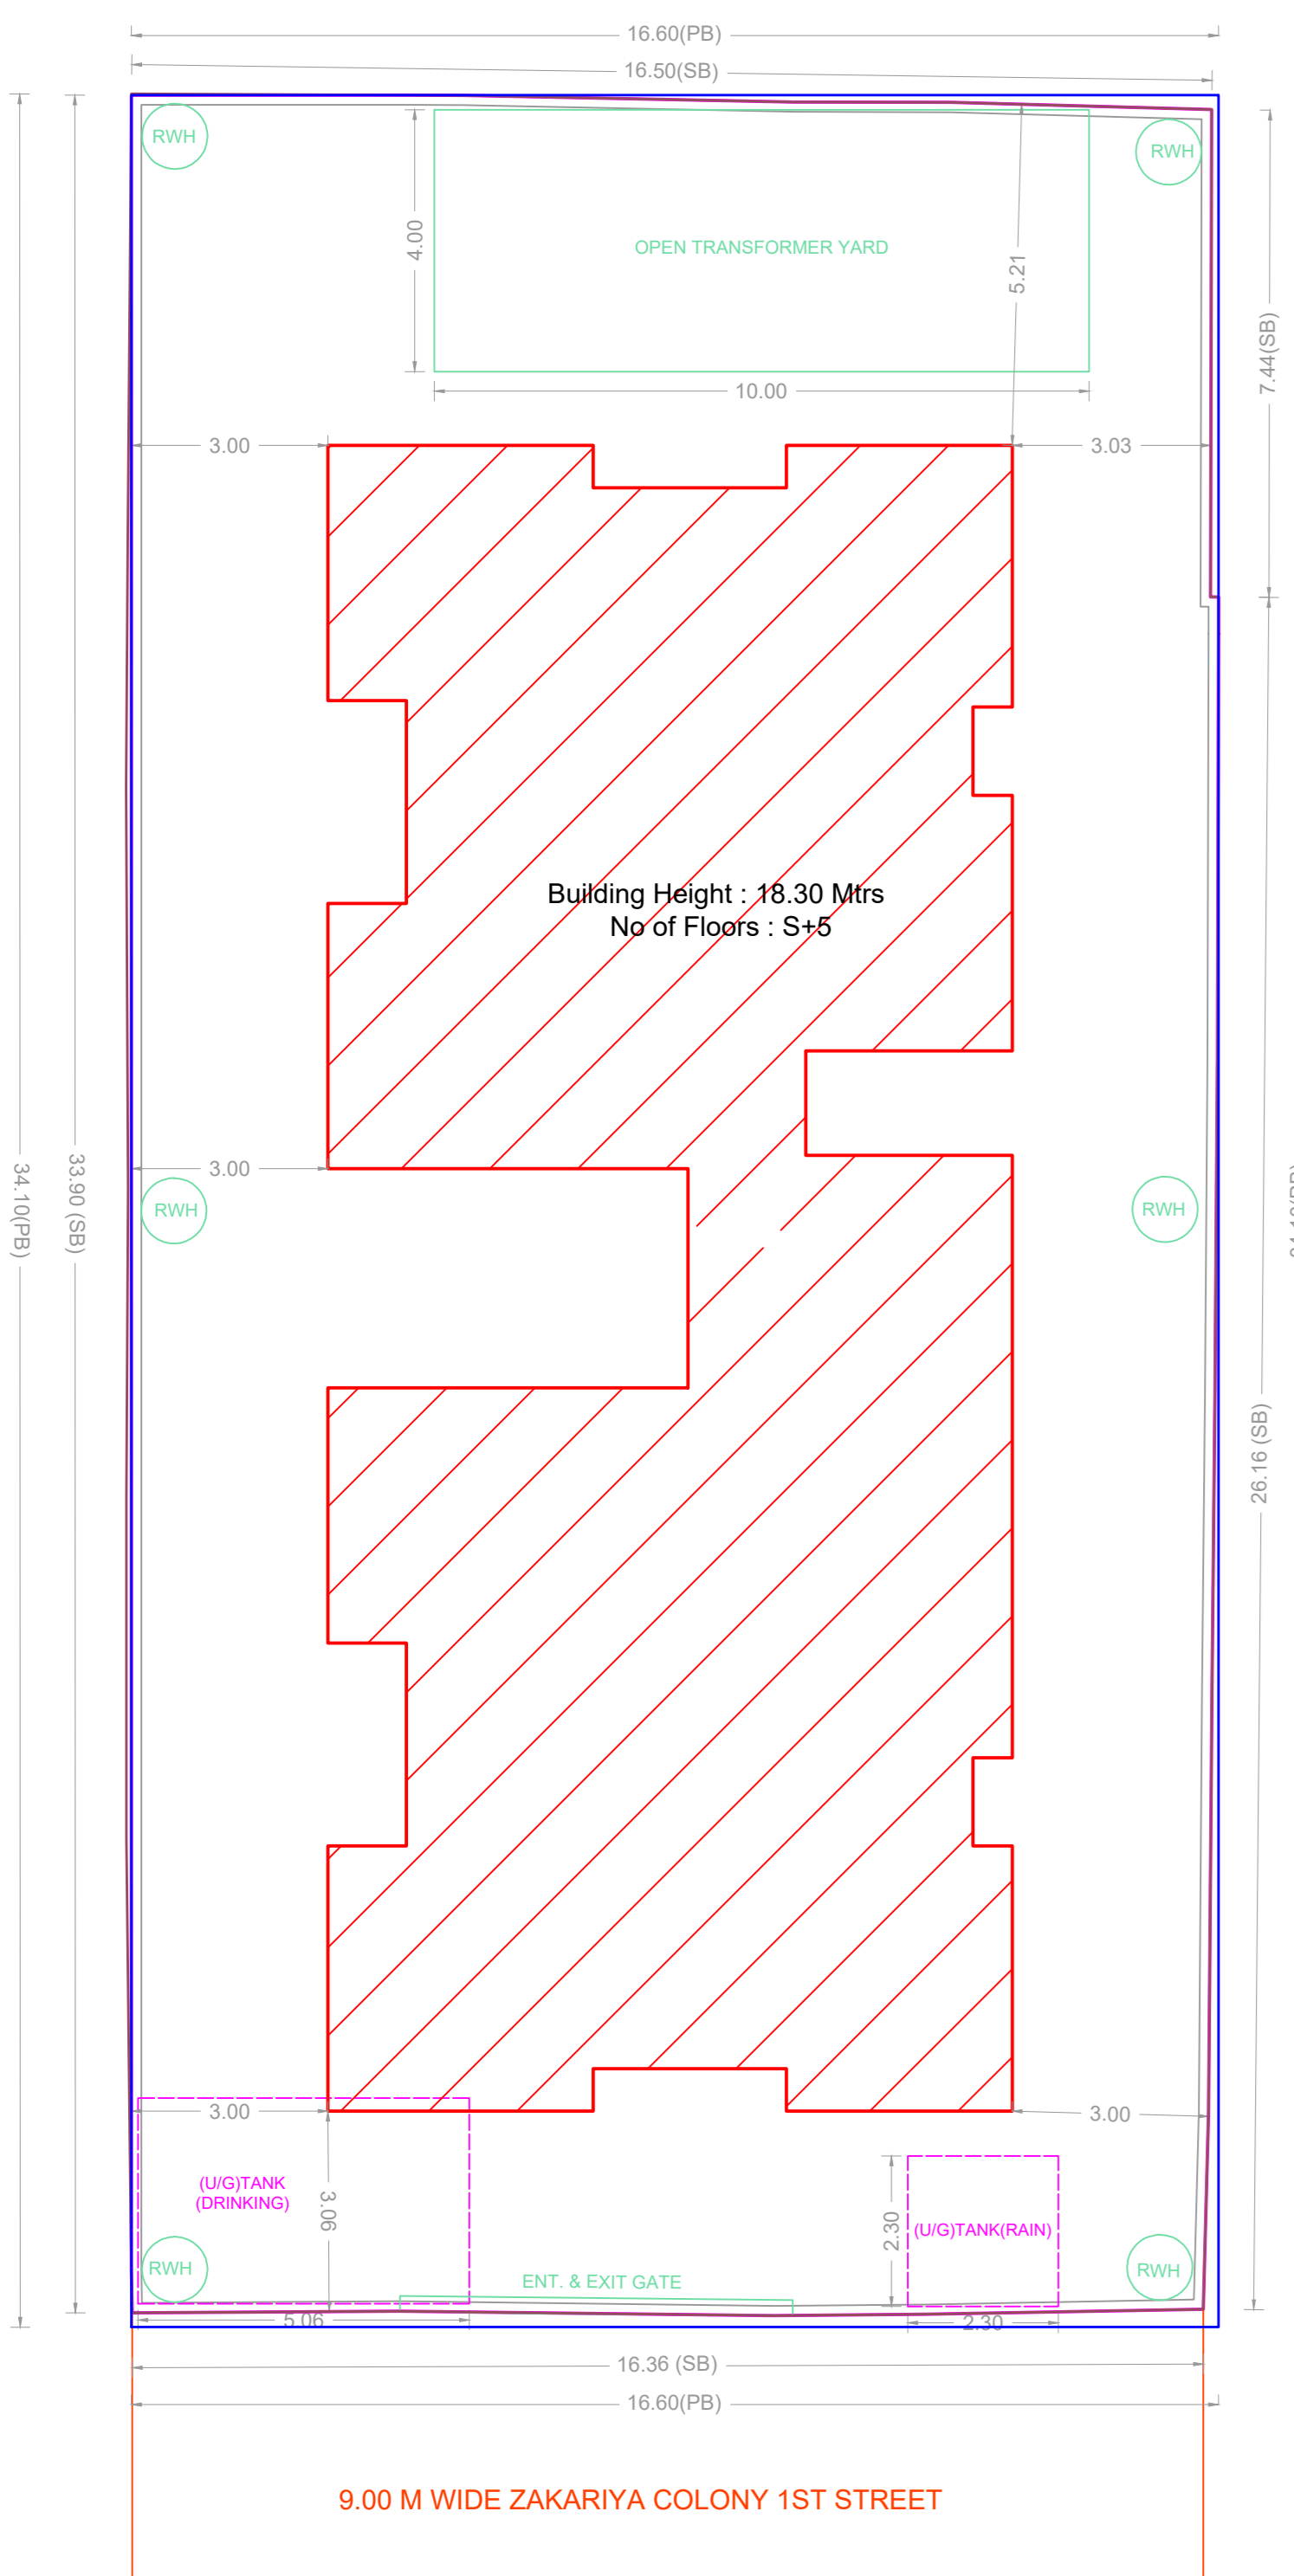 16.60(PB)
16.50(SB)
RWH
RWH
OPEN TRANSFORMER YARD
4.00
5.21
7.44(SB)
10.00
3.00
3.03
Building Height : 18.30 Mtrs
No of Floors : S+5
3.00
34.10(PB)
33.90 (SB)
RWH
RWH
26.16 (SB)
3.00
3.00
(U/G)TANK
(DRINKING)
3.06
2.30
(U/G)TANK(RAIN)
RWH
RWH
ENT. & EXIT GATE
5.06
2.30
16.36 (SB)
16.60(PB)
9.00 M WIDE ZAKARIYA COLONY 1ST STREET